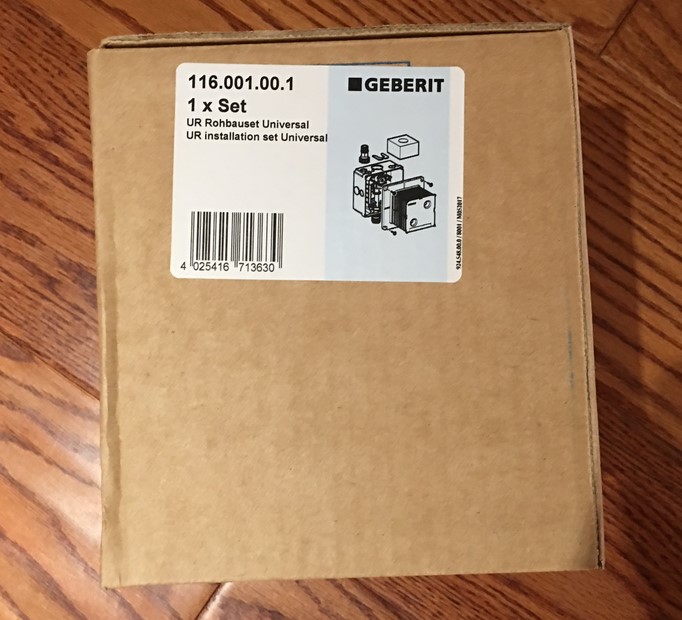 116.001.00.1
GEBERIT
1 x Set
UR Rohbauset Universal
UR installation set Universal
4 025416 713630